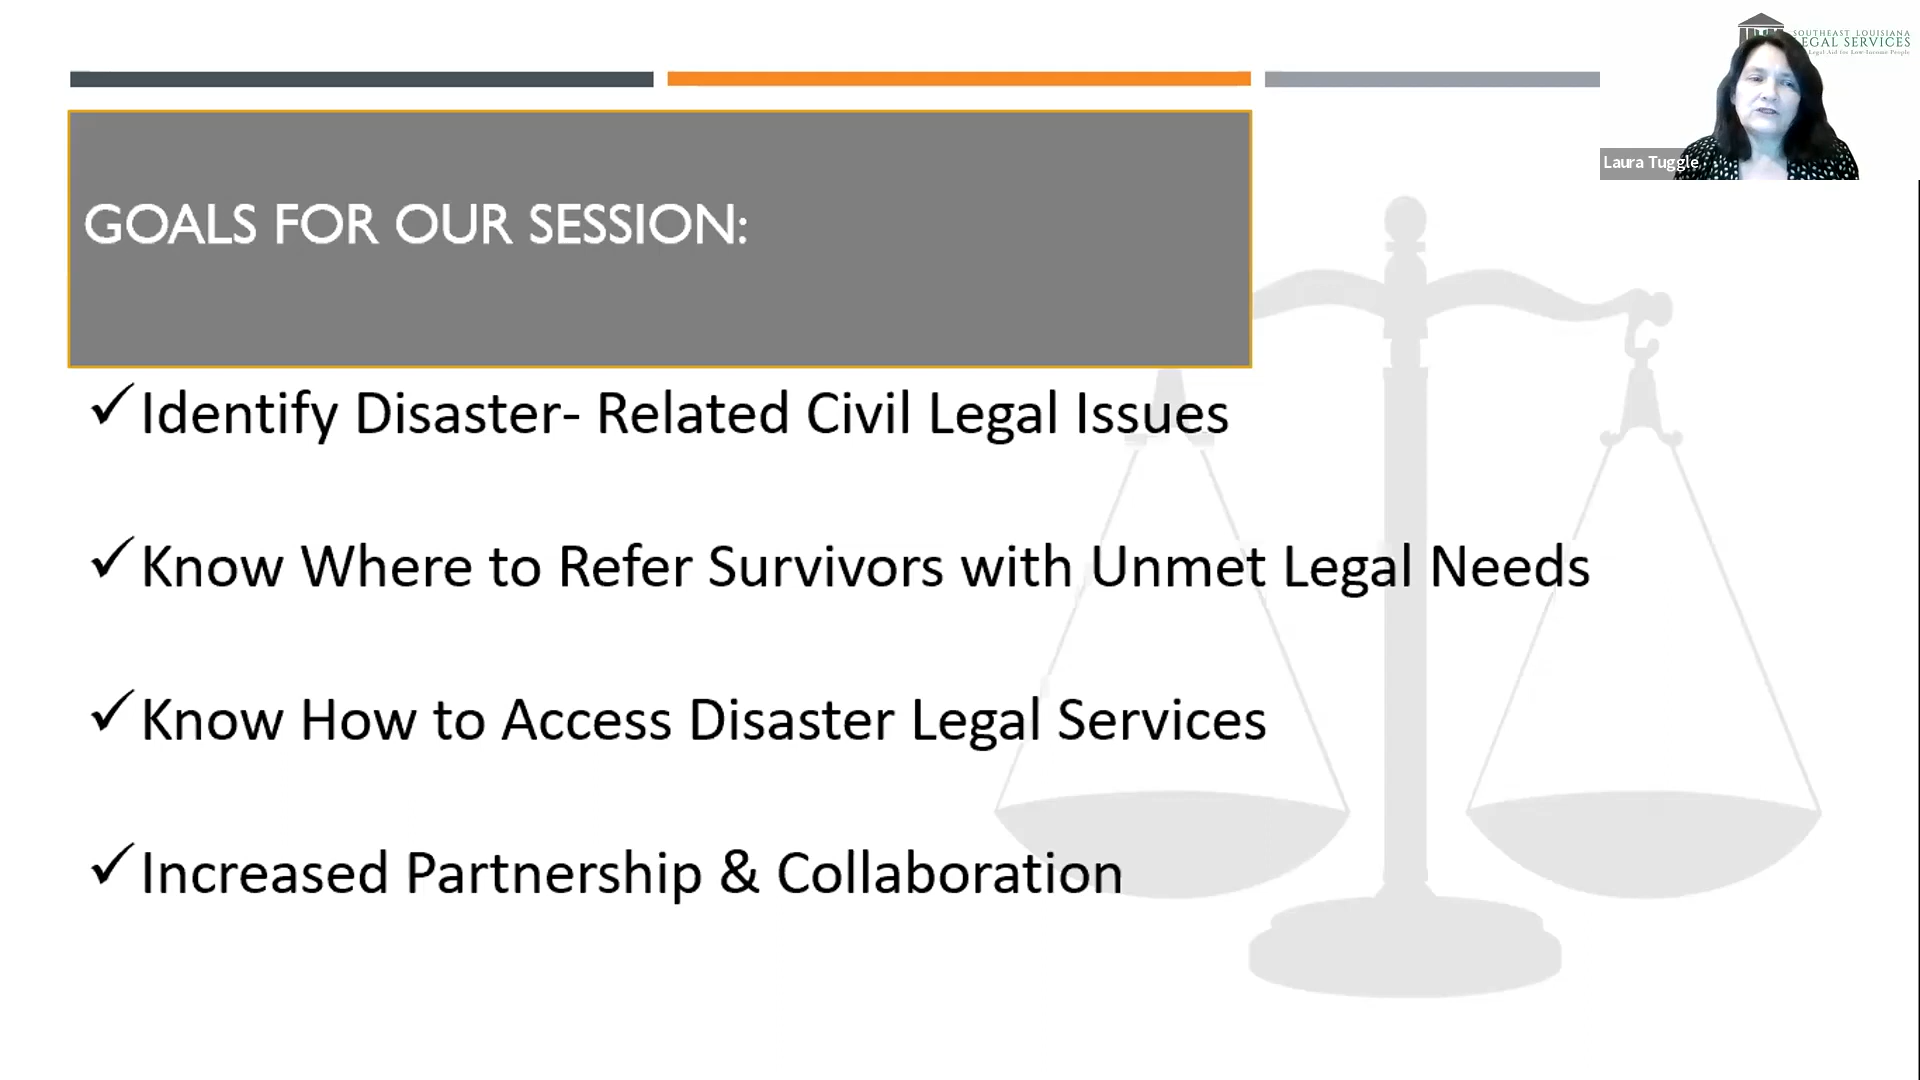 SOUTHEAST LOUISIANA
LEGAL SERVICES
Legal Aid for Low-Income People
Laura Tuggle
GOALS FOR OUR SESSION:
✓Identify Disaster- Related Civil Legal Issues
✓Know Where to Refer Survivors with Unmet Legal Needs
✓Know How to Access Disaster Legal Services
✓Increased Partnership & Collaboration